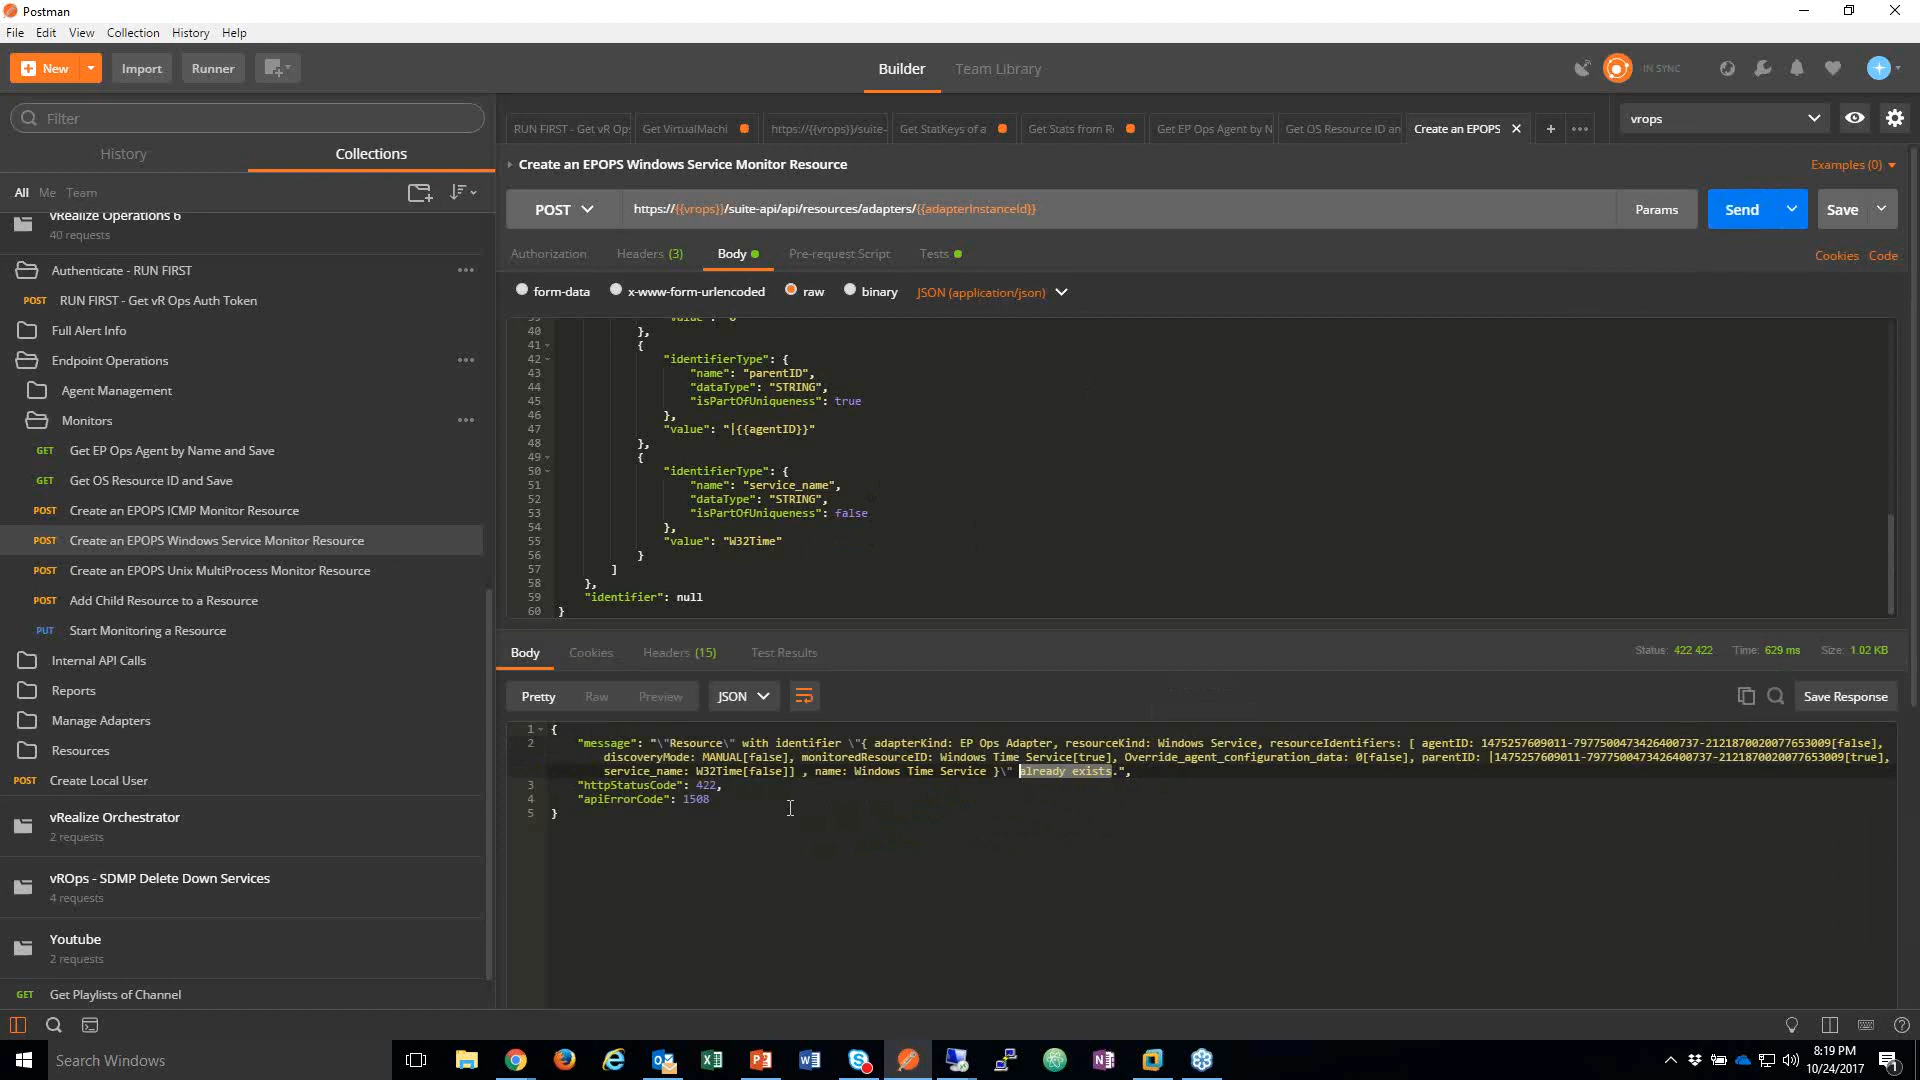 Postman
File Edit View Collection History Help
New Import Runner Builder Team Library IN SYNC
Filter
History Collections
All Me Team
vRealize Operations 6
40 requests
Authenticate - RUN FIRST
POST RUN FIRST - Get vR Ops Auth Token
Full Alert Info
Endpoint Operations
Agent Management
Monitors
GET Get EP Ops Agent by Name and Save
GET Get OS Resource ID and Save
POST Create an EPOPS ICMP Monitor Resource
POST Create an EPOPS Windows Service Monitor Resource
POST Create an EPOPS Unix MultiProcess Monitor Resource
POST Add Child Resource to a Resource
PUT Start Monitoring a Resource
Internal API Calls
Reports
Manage Adapters
Resources
POST Create Local User
vRealize Orchestrator
2 requests
vROps - SDMP Delete Down Services
4 requests
Youtube
2 requests
GET Get Playlists of Channel
RUN FIRST - Get vR Op Get VirtualMachi https://{{vrops}}/suite- Get StatKeys of a Get Stats from R Get EP Ops Agent by N Get OS Resource ID an Create an EPOPS
vrops
Create an EPOPS Windows Service Monitor Resource
Examples (0)
POST https://{{vrops}}/suite-api/api/resources/adapters/{{adapterInstanceId}} Params Send Save
Authorization Headers (3) Body Pre-request Script Tests Cookies Code
form-data x-www-form-urlencoded raw binary JSON (application/json)
40 },
41 {
42 "identifierType": {
43 "name": "parentID",
44 "dataType": "STRING",
45 "isPartOfUniqueness": true
46 },
47 "value": "|{{agentID}}"
48 },
49 {
50 "identifierType": {
51 "name": "service_name",
52 "dataType": "STRING",
53 "isPartOfUniqueness": false
54 },
55 "value": "W32Time"
56 }
57 ]
58 },
59 "identifier": null
60 }
Body Cookies Headers (15) Test Results Status: 422 422 Time: 629 ms Size: 1.02 KB
Pretty Raw Preview JSON Save Response
1 {
2 "message": "\"Resource\" with identifier \"{ adapterKind: EP Ops Adapter, resourceKind: Windows Service, resourceIdentifiers: [ agentID: 1475257609011-7977500473426400737-2121870020077653009[false],
discoveryMode: MANUAL[false], monitoredResourceID: Windows Time Service[true], Override_agent_configuration_data: 0[false], parentID: |1475257609011-7977500473426400737-2121870020077653009[true],
service_name: W32Time[false]] , name: Windows Time Service }\" already exists.",
3 "httpStatusCode": 422,
4 "apiErrorCode": 1508
5 }
Search Windows
8:19 PM
10/24/2017
1